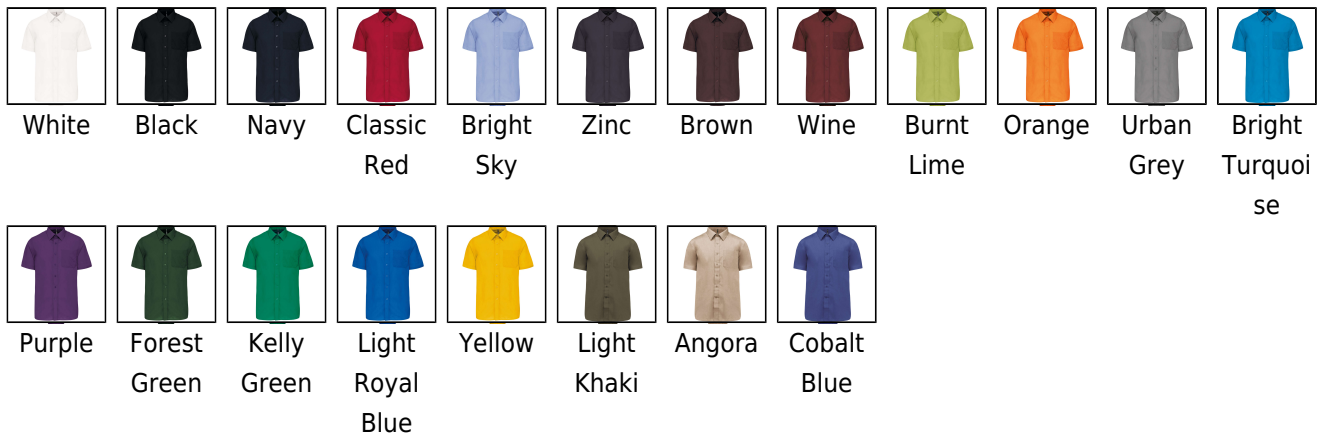 White Black Navy Classic Bright Zinc Brown Wine Burnt Orange Urban Bright
Red Sky Lime Grey Turquoi
se
Purple Forest Kelly Light Yellow Light Angora Cobalt
Green Green Royal Khaki Blue
Blue